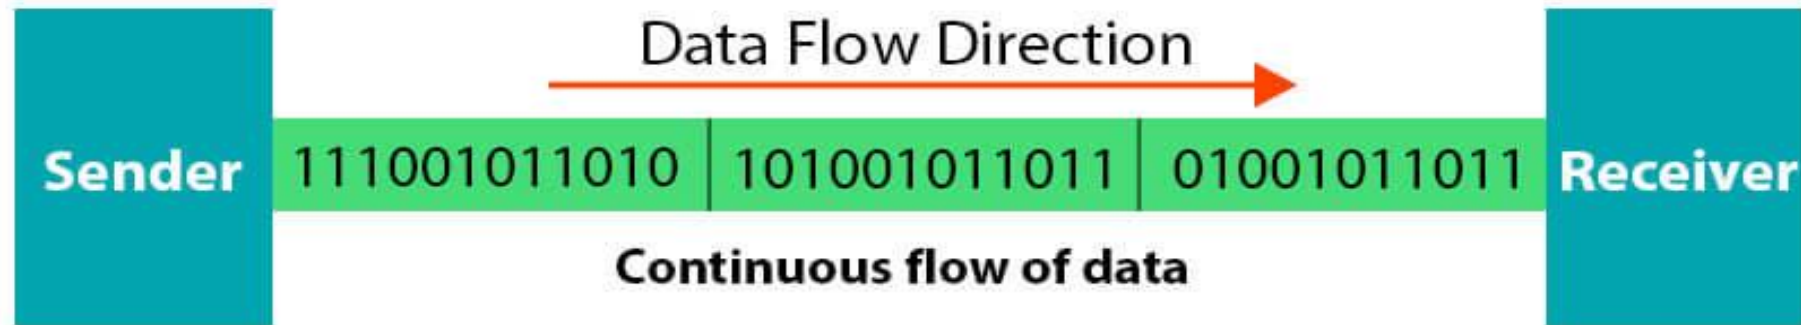 Data Flow Direction
Sender 111001011010 101001011011 01001011011 Receiver
Continuous flow of data